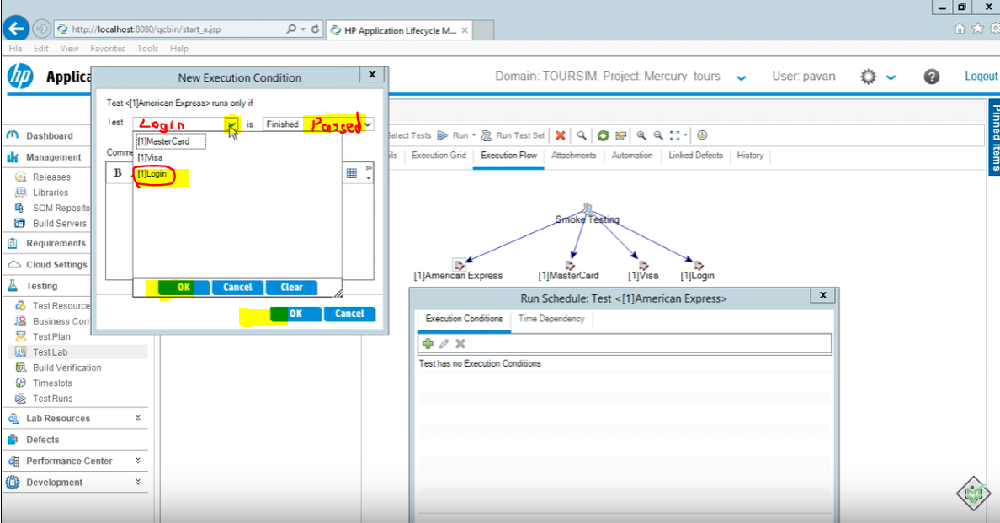 http://localhost:8080/qcbin/start_a.jsp
HP Application Lifecycle M...
File Edit View Favorites Tools Help
hp
Applica
Domain: TOURSIM, Project: Mercury_tours
User: pavan
?
Logout
Pinned Items
New Execution Condition
x
Test <[1]American Express> runs only if
Test
Login
is
Finished
Passed
[1]MasterCard
[1]Visa
[1]Login
Comme
B
OK
Cancel
Clear
OK
Cancel
Dashboard
Management
Releases
Libraries
SCM Reposito
Build Servers
Requirements
Cloud Settings
Testing
Test Resource
Business Com
Test Plan
Test Lab
Build Verification
Timeslots
Test Runs
Lab Resources
Defects
Performance Center
Development
Select Tests
Run
Run Test Set
ils
Execution Grid
Execution Flow
Attachments
Automation
Linked Defects
History
Smoke Testing
[1]American Express
[1]MasterCard
[1]Visa
[1]Login
Run Schedule: Test <[1]American Express>
x
Execution Conditions
Time Dependency
Test has no Execution Conditions